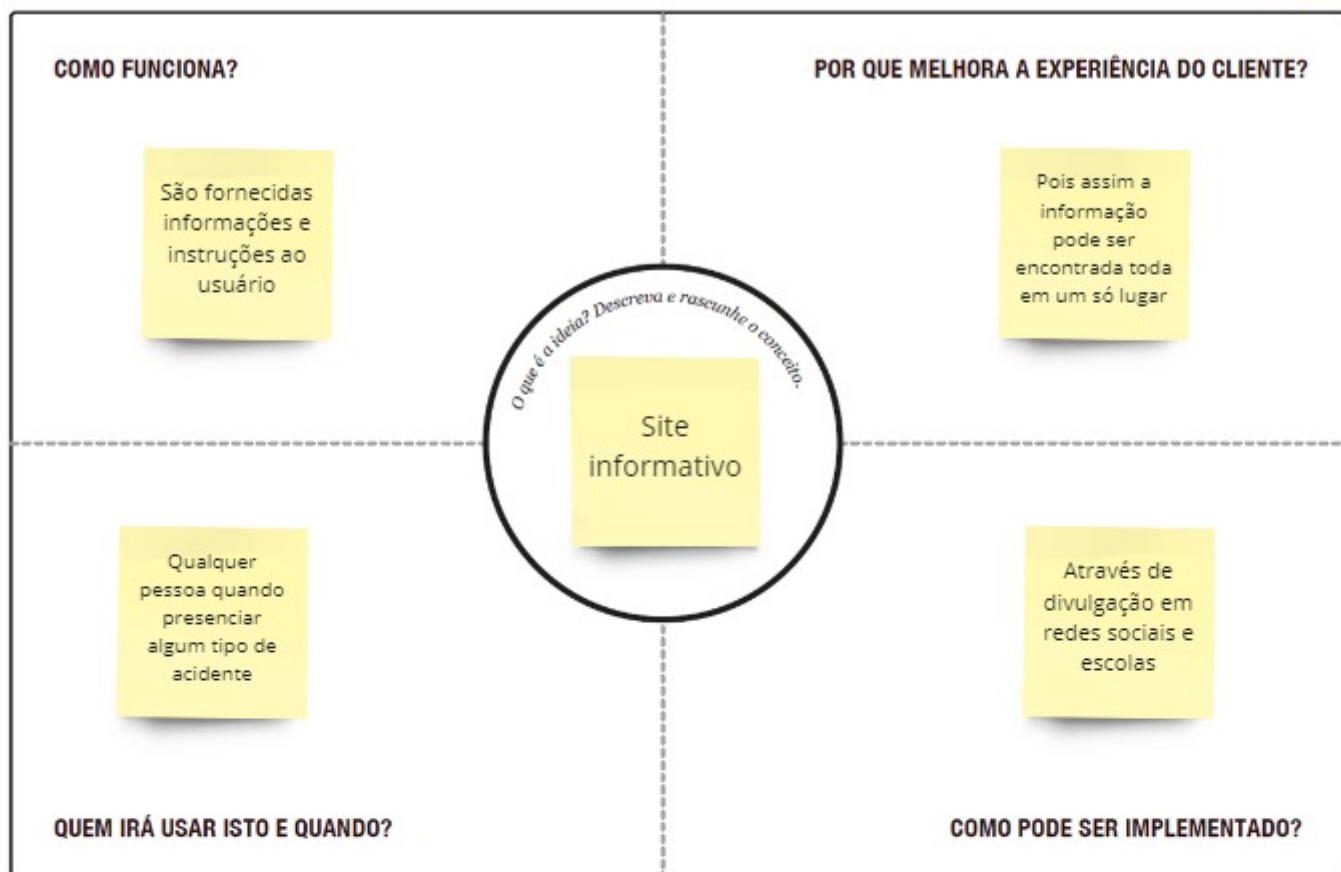 COMO FUNCIONA?
São fornecidas
informações e
instruções ao
usuário
POR QUE MELHORA A EXPERIÊNCIA DO CLIENTE?
Pois assim a
informação
pode ser
encontrada toda
em um só lugar
O que é a ideia? Descreva e rascunhe o conceito.
Site
informativo
Qualquer
pessoa quando
presenciar
algum tipo de
acidente
QUEM IRÁ USAR ISTO E QUANDO?
Através de
divulgação em
redes sociais e
escolas
COMO PODE SER IMPLEMENTADO?